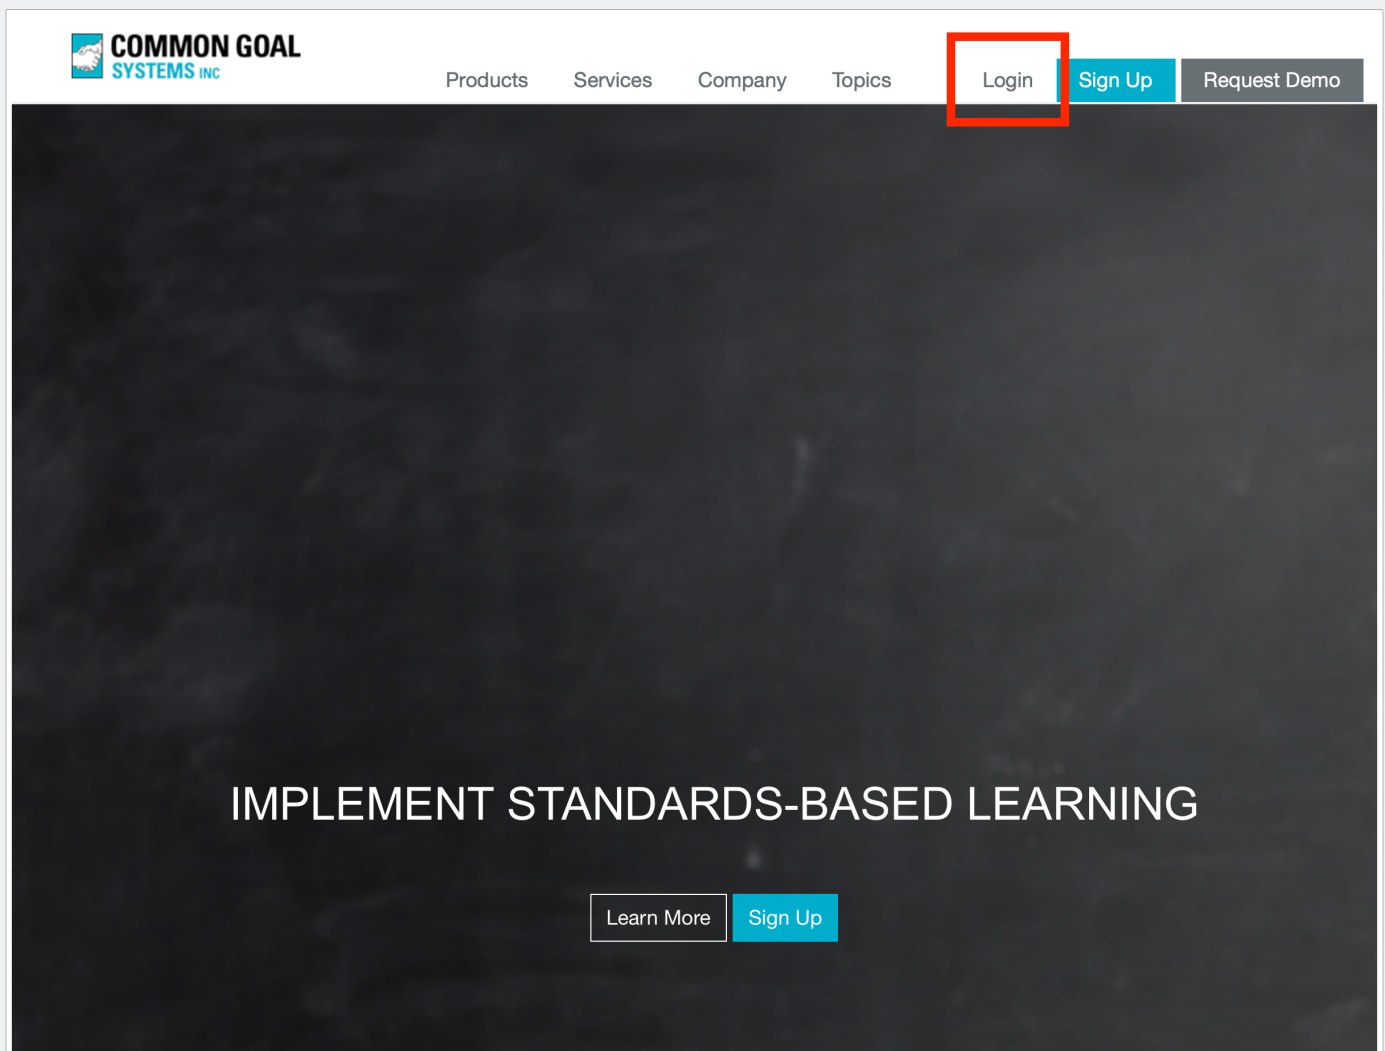 COMMON GOAL
SYSTEMS INC
Products Services Company Topics Login Sign Up Request Demo
IMPLEMENT STANDARDS-BASED LEARNING
Learn More Sign Up